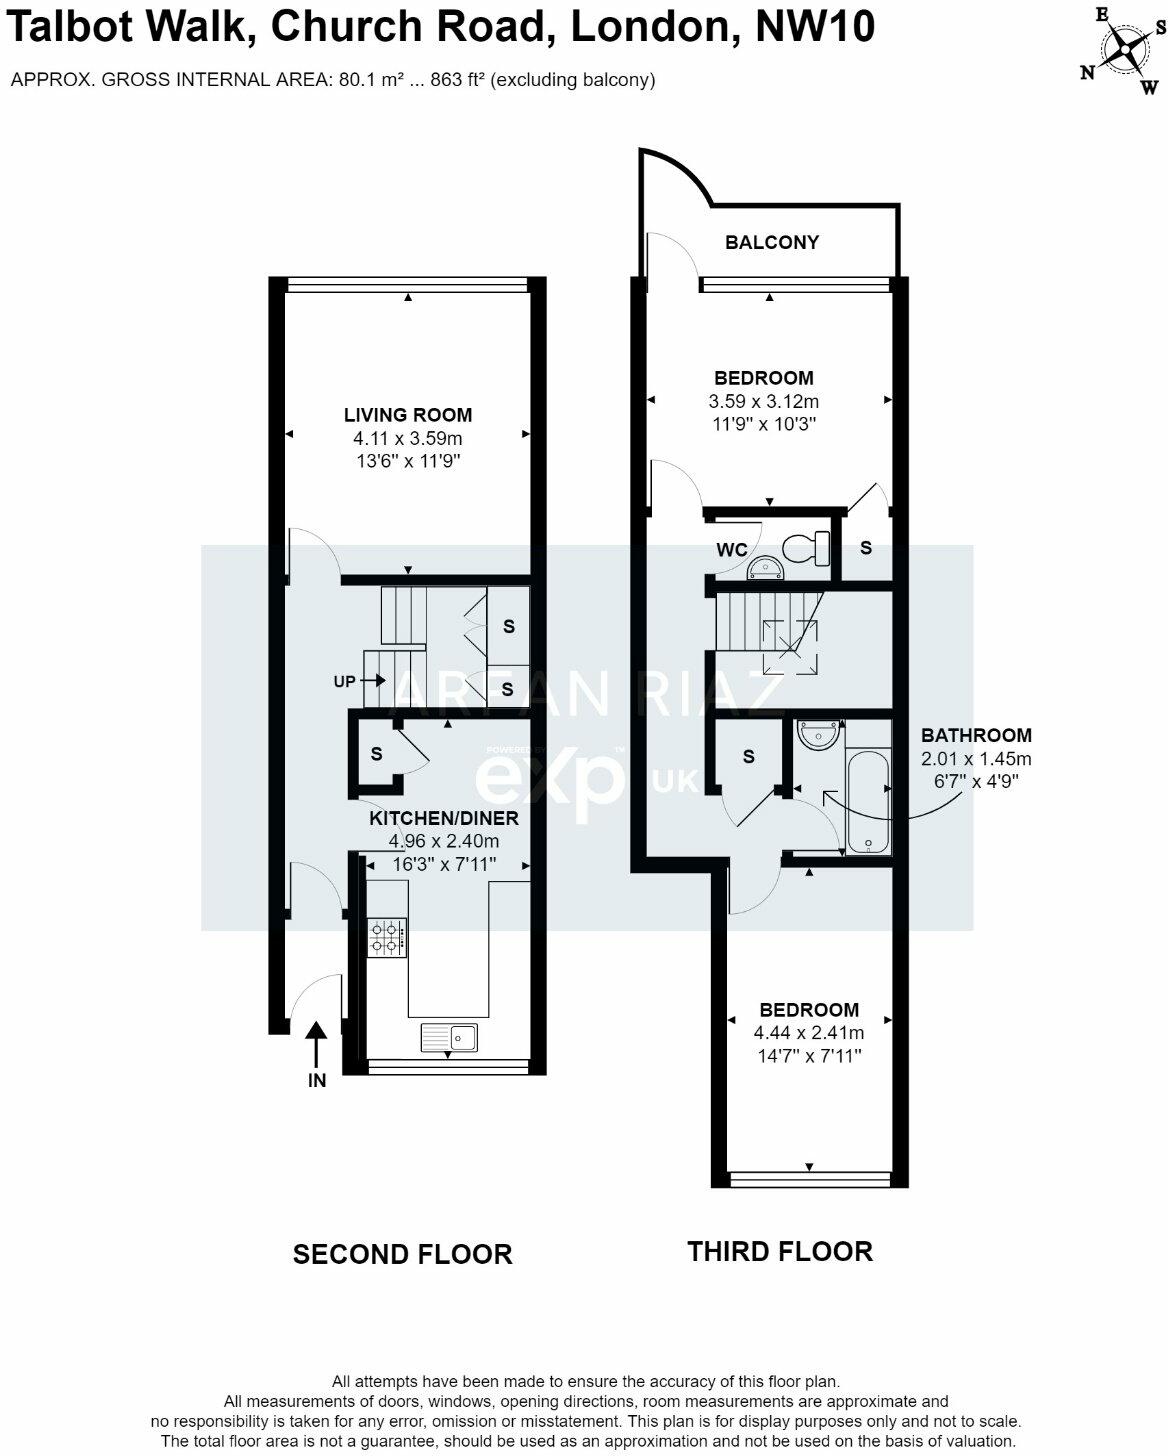 Talbot Walk, Church Road, London, NW10
APPROX. GROSS INTERNAL AREA: 80.1 m² ... 863 ft² (excluding balcony)
E
S
N
W
BALCONY
LIVING ROOM
4.11 x 3.59m
13'6" x 11'9"
BEDROOM
3.59 x 3.12m
11'9" x 10'3"
WC
S
S
UP
S
ARFAN RIAZ
S
POWERED BY
eXp™ UK
S
BATHROOM
2.01 x 1.45m
6'7" x 4'9"
KITCHEN/DINER
4.96 x 2.40m
16'3" x 7'11"
BEDROOM
4.44 x 2.41m
14'7" x 7'11"
IN
SECOND FLOOR
THIRD FLOOR
All attempts have been made to ensure the accuracy of this floor plan.
All measurements of doors, windows, opening directions, room measurements are approximate and
no responsibility is taken for any error, omission or misstatement. This plan is for display purposes only and not to scale.
The total floor area is not a guarantee, should be used as an approximation and not be used on the basis of valuation.